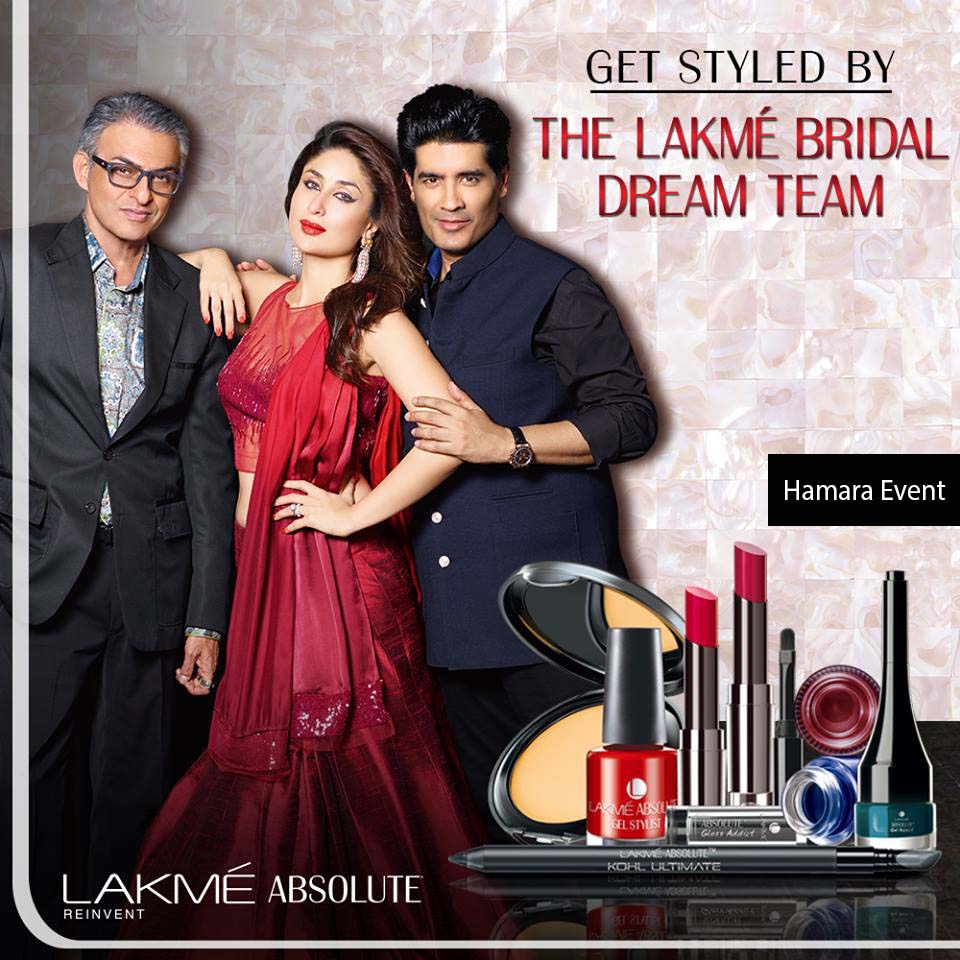 GET STYLED BY
THE LAKMÉ BRIDAL
DREAM TEAM
Hamara Event
LAKMÉ ABSOLUTE
GEL STYLIST
ABSOLUTE
Gloss Addict
LAKMÉ ABSOLUTE™
KOHL ULTIMATE
LAKMÉ ABSOLUTE
REINVENT